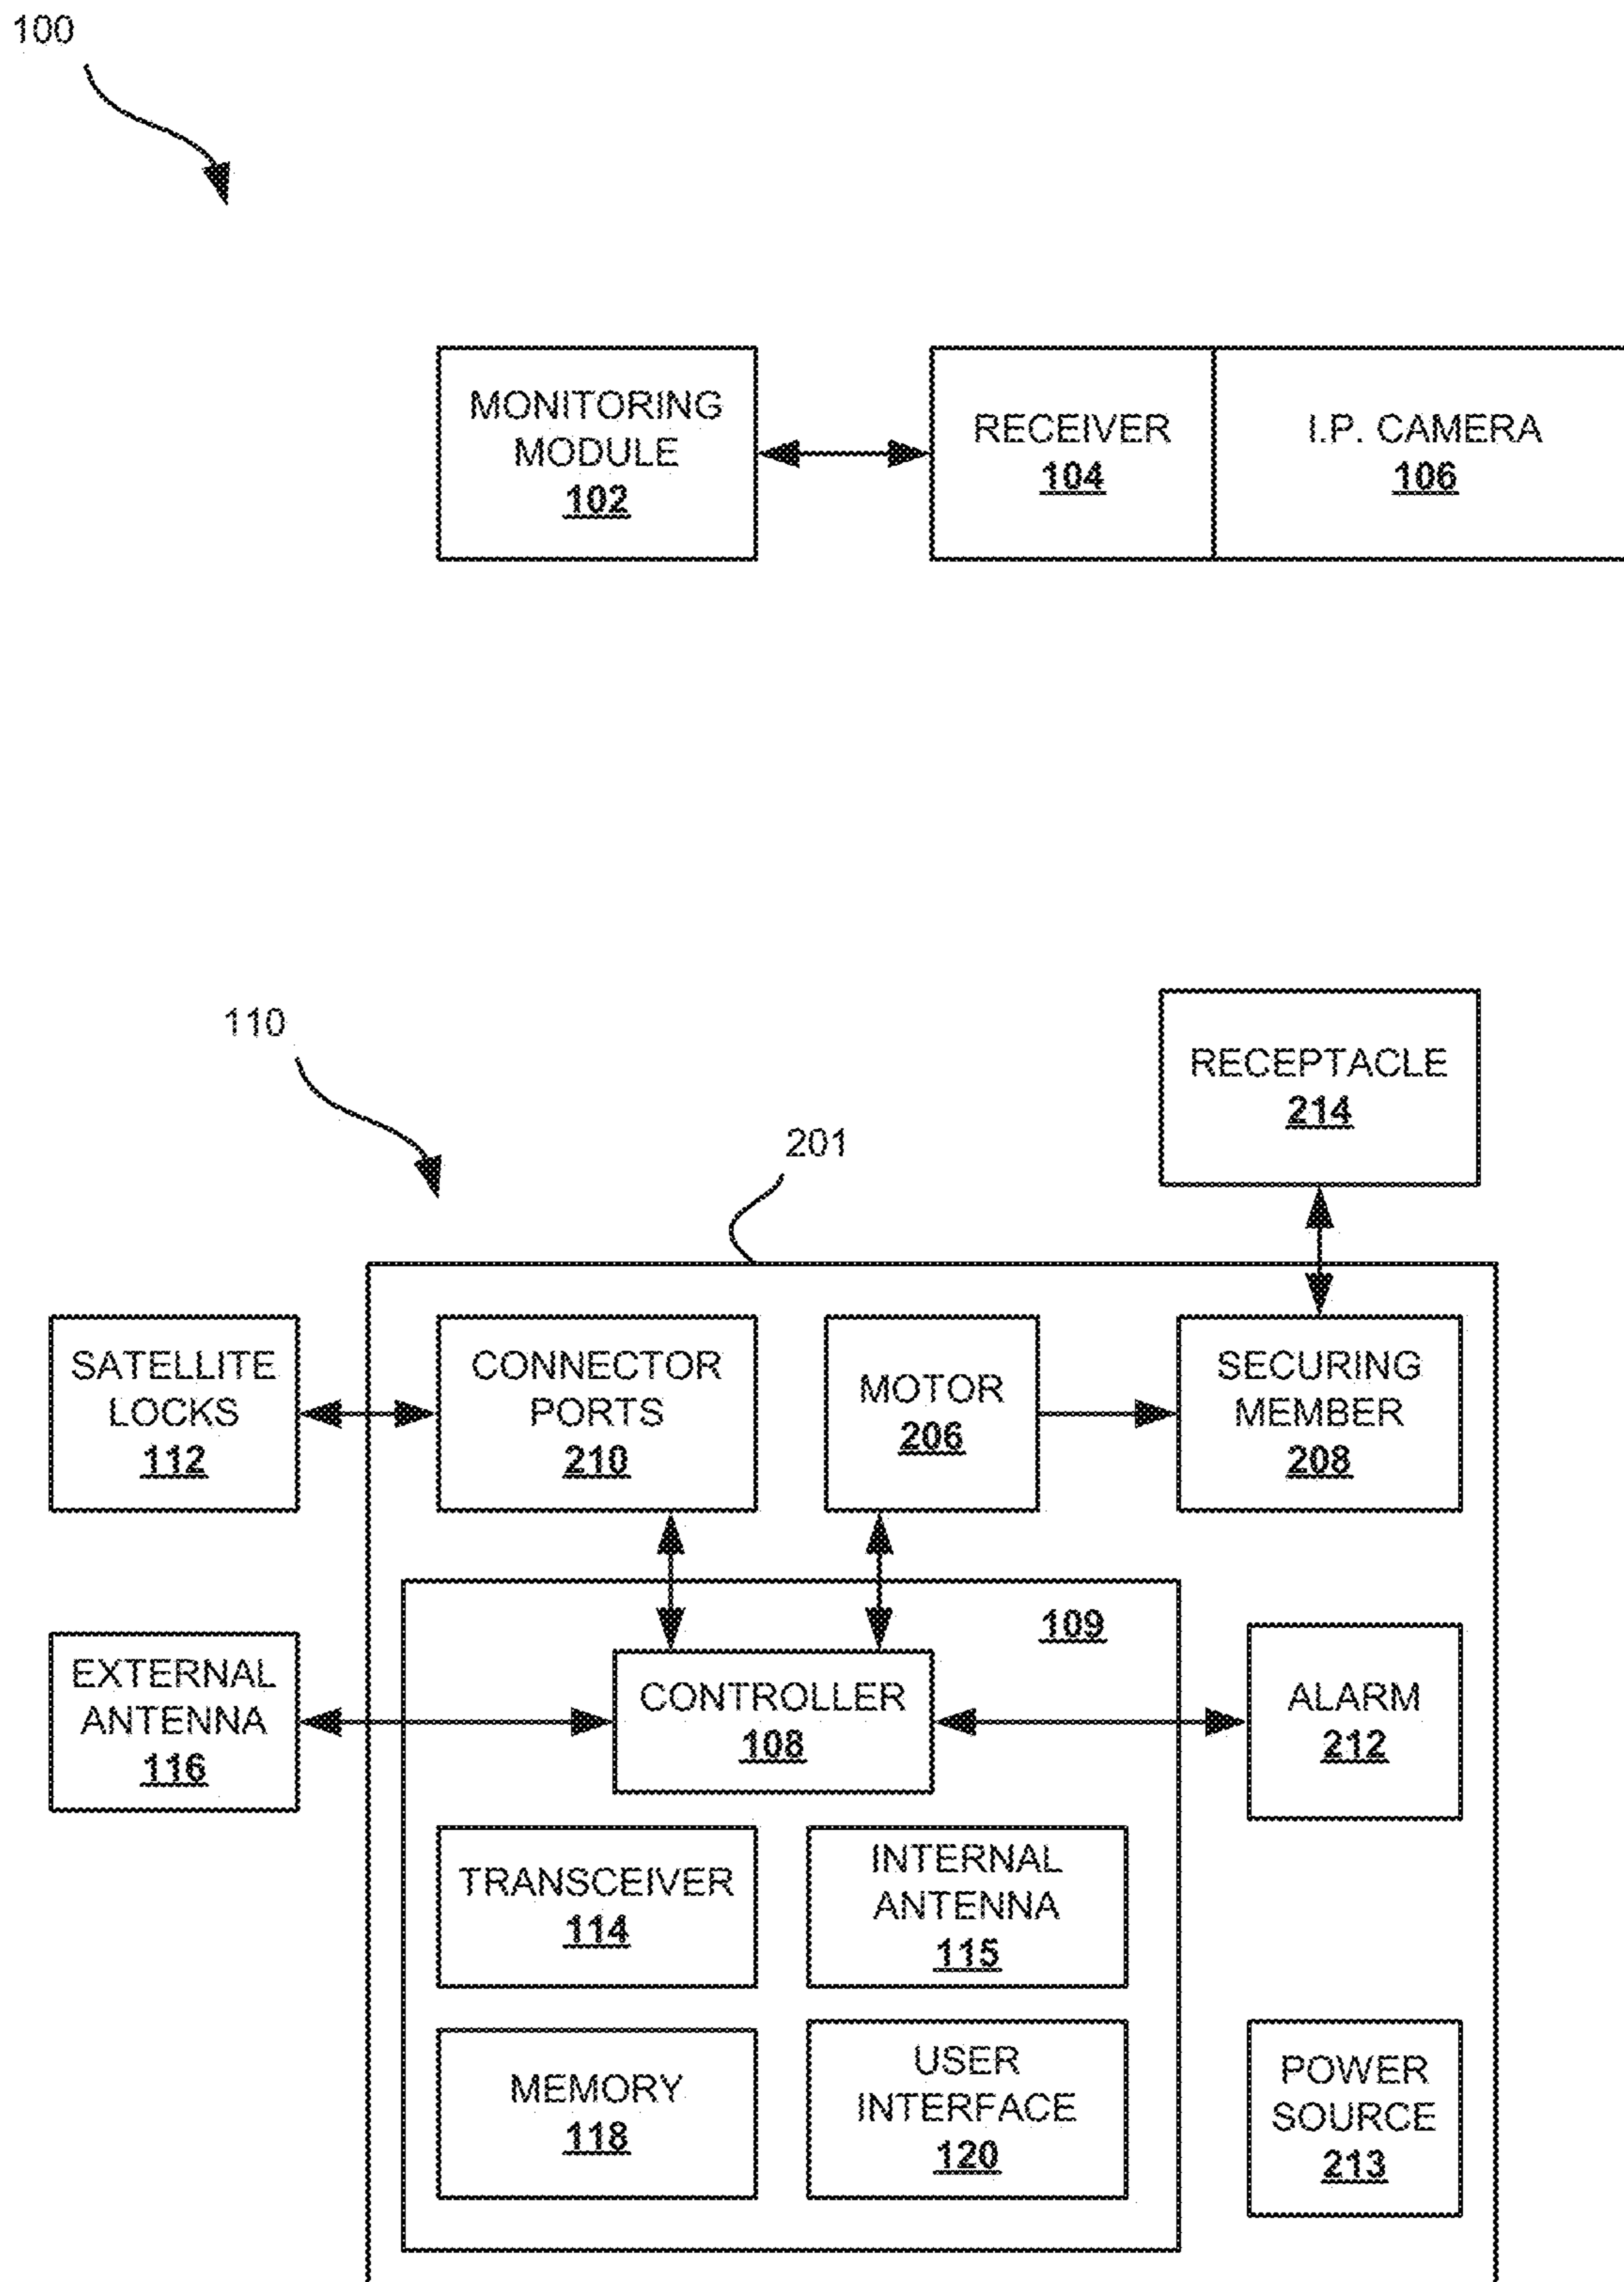 100
MONITORING
MODULE
102
RECEIVER
104
I.P. CAMERA
106
110
201
RECEPTACLE
214
SATELLITE
LOCKS
112
CONNECTOR
PORTS
210
MOTOR
206
SECURING
MEMBER
208
109
EXTERNAL
ANTENNA
116
CONTROLLER
108
ALARM
212
TRANSCEIVER
114
INTERNAL
ANTENNA
115
MEMORY
118
USER
INTERFACE
120
POWER
SOURCE
213